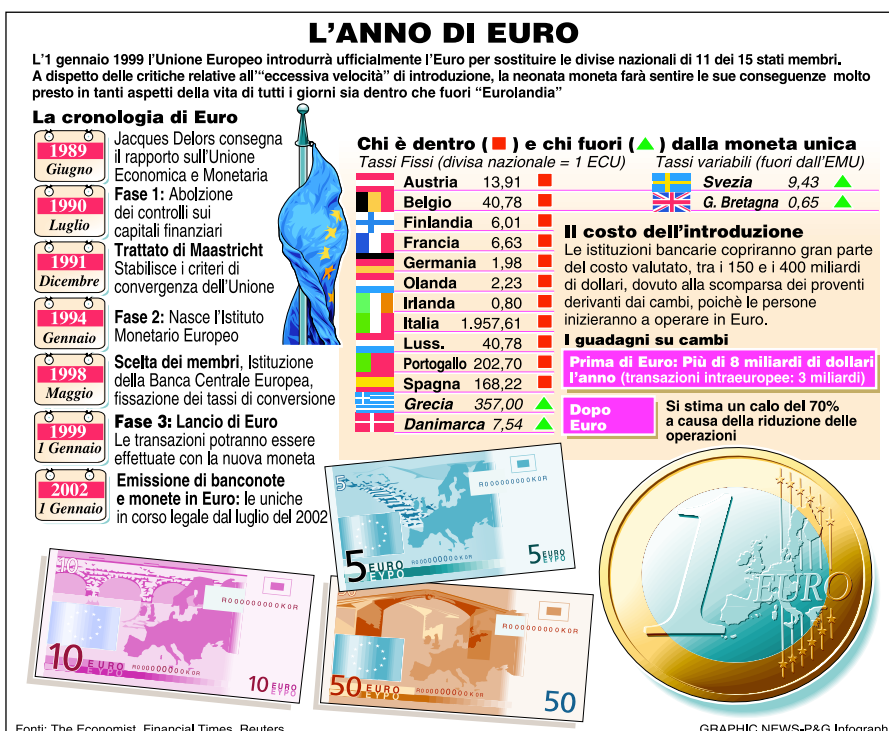 L'ANNO DI EURO
L'1 gennaio 1999 l'Unione Europeo introdurrà ufficialmente l'Euro per sostituire le divise nazionali di 11 dei 15 stati membri.
A dispetto delle critiche relative all'“eccessiva velocità” di introduzione, la neonata moneta farà sentire le sue conseguenze molto
presto in tanti aspetti della vita di tutti i giorni sia dentro che fuori “Eurolandia”
La cronologia di Euro
1989
Giugno
Jacques Delors consegna
il rapporto sull'Unione
Economica e Monetaria
1990
Luglio
Fase 1: Abolzione
dei controlli sui
capitali finanziari
1991
Dicembre
Trattato di Maastricht
Stabilisce i criteri di
convergenza dell'Unione
1994
Gennaio
Fase 2: Nasce l'Istituto
Monetario Europeo
1998
Maggio
Scelta dei membri, Istituzione
della Banca Centrale Europea,
fissazione dei tassi di conversione
1999
1 Gennaio
Fase 3: Lancio di Euro
Le transazioni potranno essere
effettuate con la nuova moneta
2002
1 Gennaio
Emissione di banconote
e monete in Euro: le uniche
in corso legale dal luglio del 2002
Chi è dentro ( ■ ) e chi fuori ( ▲ ) dalla moneta unica
Tassi Fissi (divisa nazionale = 1 ECU)
Austria 13,91 ■
Belgio 40,78 ■
Finlandia 6,01 ■
Francia 6,63 ■
Germania 1,98 ■
Olanda 2,23 ■
Irlanda 0,80 ■
Italia 1.957,61 ■
Luss. 40,78 ■
Portogallo 202,70 ■
Spagna 168,22 ■
Grecia 357,00 ▲
Danimarca 7,54 ▲
Tassi variabili (fuori dall'EMU)
Svezia 9,43 ▲
G. Bretagna 0,65 ▲
Il costo dell'introduzione
Le istituzioni bancarie copriranno gran parte
del costo valutato, tra i 150 e i 400 miliardi
di dollari, dovuto alla scomparsa dei proventi
derivanti dai cambi, poichè le persone
inizieranno a operare in Euro.
I guadagni su cambi
Prima di Euro: Più di 8 miliardi di dollari
l'anno (transazioni intraeuropee: 3 miliardi)
Dopo
Euro
Si stima un calo del 70%
a causa della riduzione delle
operazioni
5
R0000000000K0R
5 EURO
EYPO
R0000000000K0R
5 EURO
EYPO
10
R0000000000K0R
10 EURO
EYPO
R0000000000K0R
10 EURO
EYPO
R0000000000K0R
50 EURO
EYPO
R0000000000K0R
50
1 EURO
Fonti: The Economist, Financial Times, Reuters
GRAPHIC NEWS-P&G Infograph